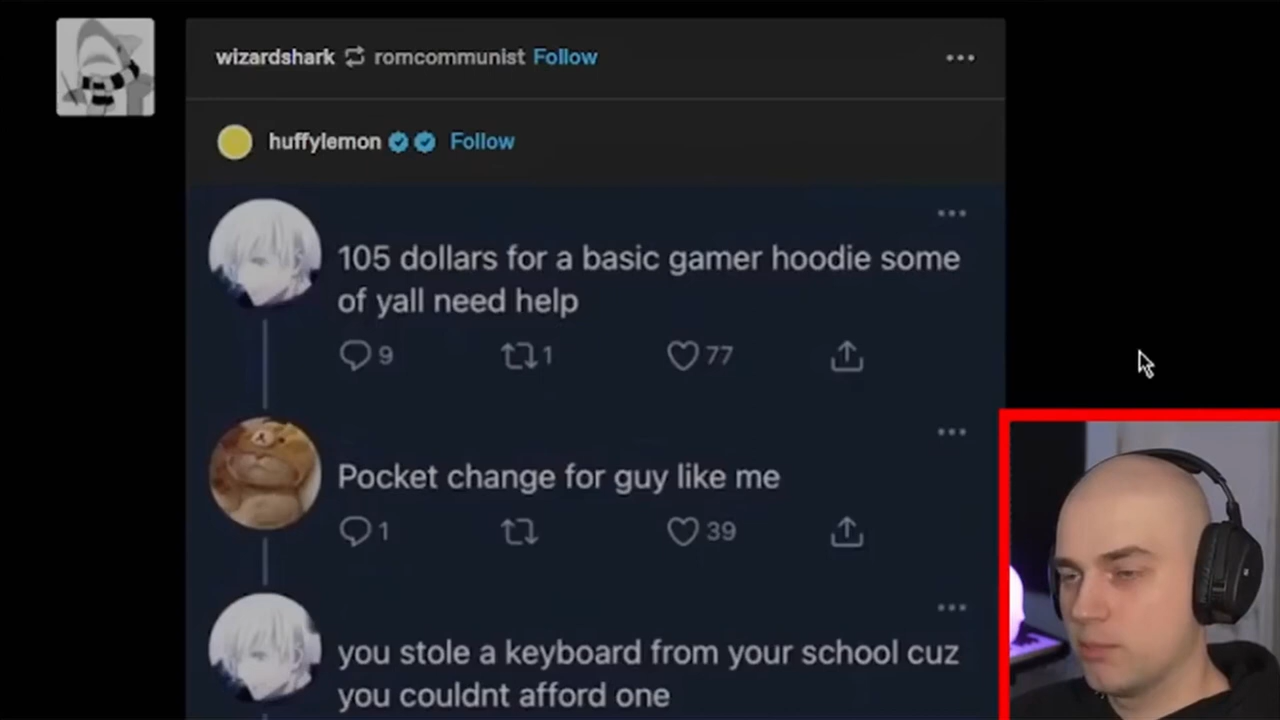 wizardshark romcommunist Follow
huffylemon Follow
105 dollars for a basic gamer hoodie some
of yall need help
9 1 77
Pocket change for guy like me
1 39
you stole a keyboard from your school cuz
you couldnt afford one